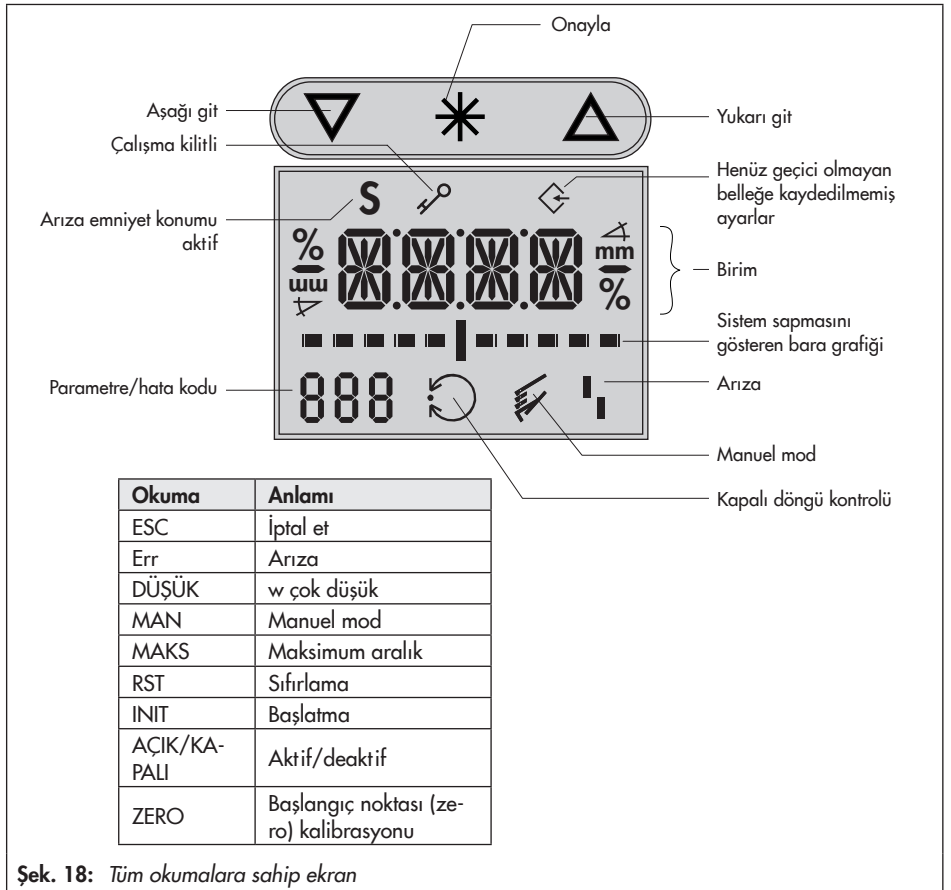 Onayla
Aşağı git
Yukarı git
Çalışma kilitli
Henüz geçici olmayan
belleğe kaydedilmemiş
ayarlar
Arıza emniyet konumu
aktif
S
%
mm
mm
%
Birim
Sistem sapmasını
gösteren bara grafiği
Parametre/hata kodu
888
Arıza
Manuel mod
Kapalı döngü kontrolü
Okuma Anlamı
ESC İptal et
Err Arıza
DÜŞÜK w çok düşük
MAN Manuel mod
MAKS Maksimum aralık
RST Sıfırlama
INIT Başlatma
AÇIK/KA-
PALI Aktif/deaktif
ZERO Başlangıç noktası (ze-
ro) kalibrasyonu
Şek. 18: Tüm okumalara sahip ekran